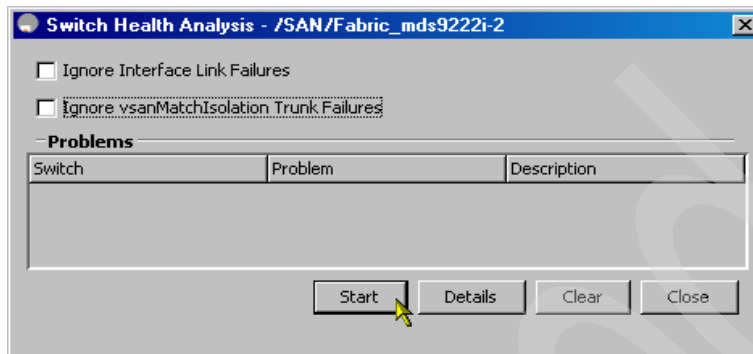 Switch Health Analysis - /SAN/Fabric_mds9222i-2
Ignore Interface Link Failures
Ignore vsanMatchIsolation Trunk Failures
Problems
Switch Problem Description
Start Details Clear Close